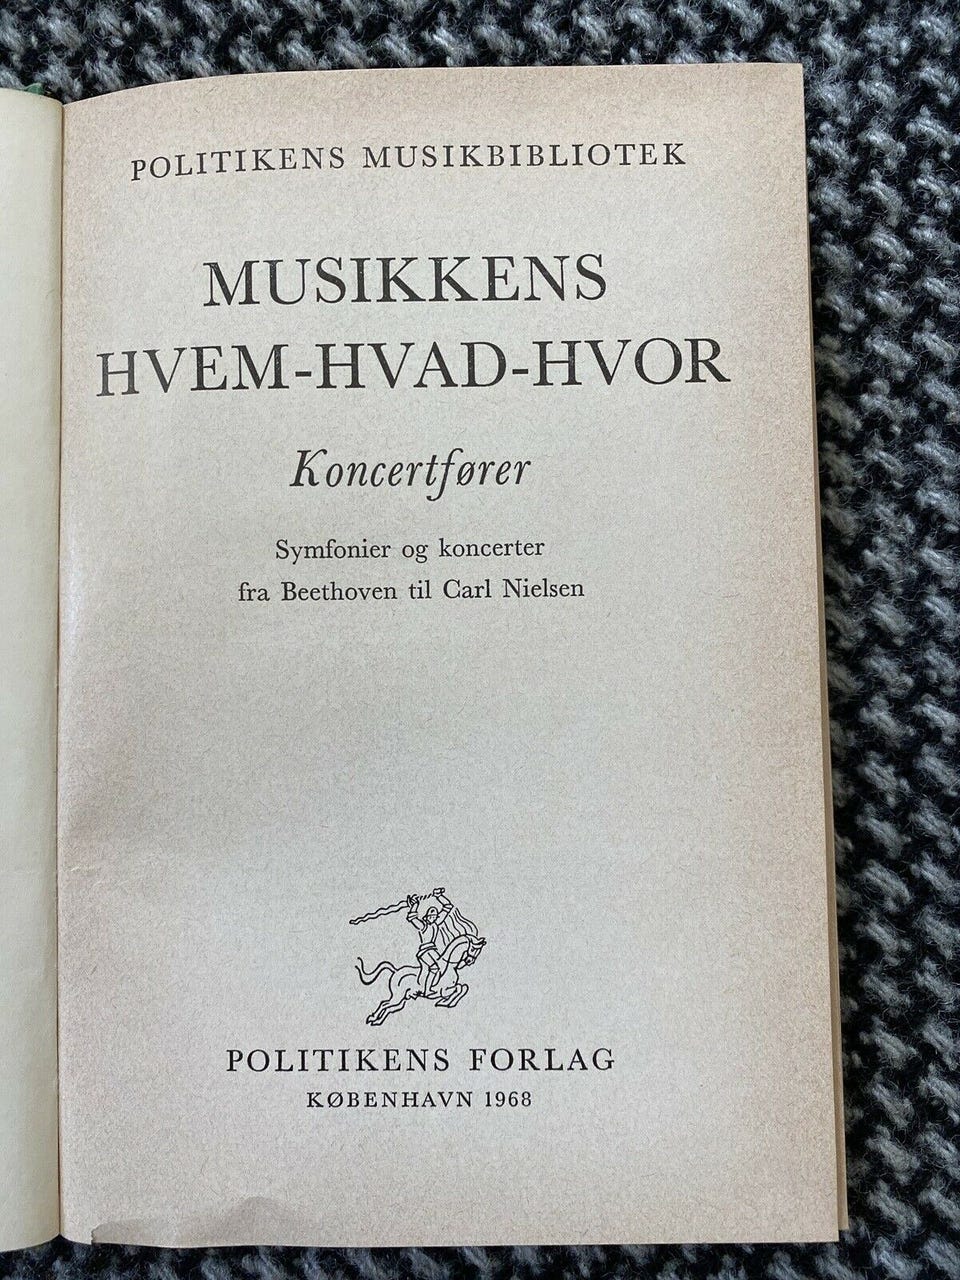 POLITIKENS MUSIKBIBLIOTEK
MUSIKKENS
HVEM-HVAD-HVOR
Koncertfører
Symfonier og koncerter
fra Beethoven til Carl Nielsen
POLITIKENS FORLAG
KØBENHAVN 1968